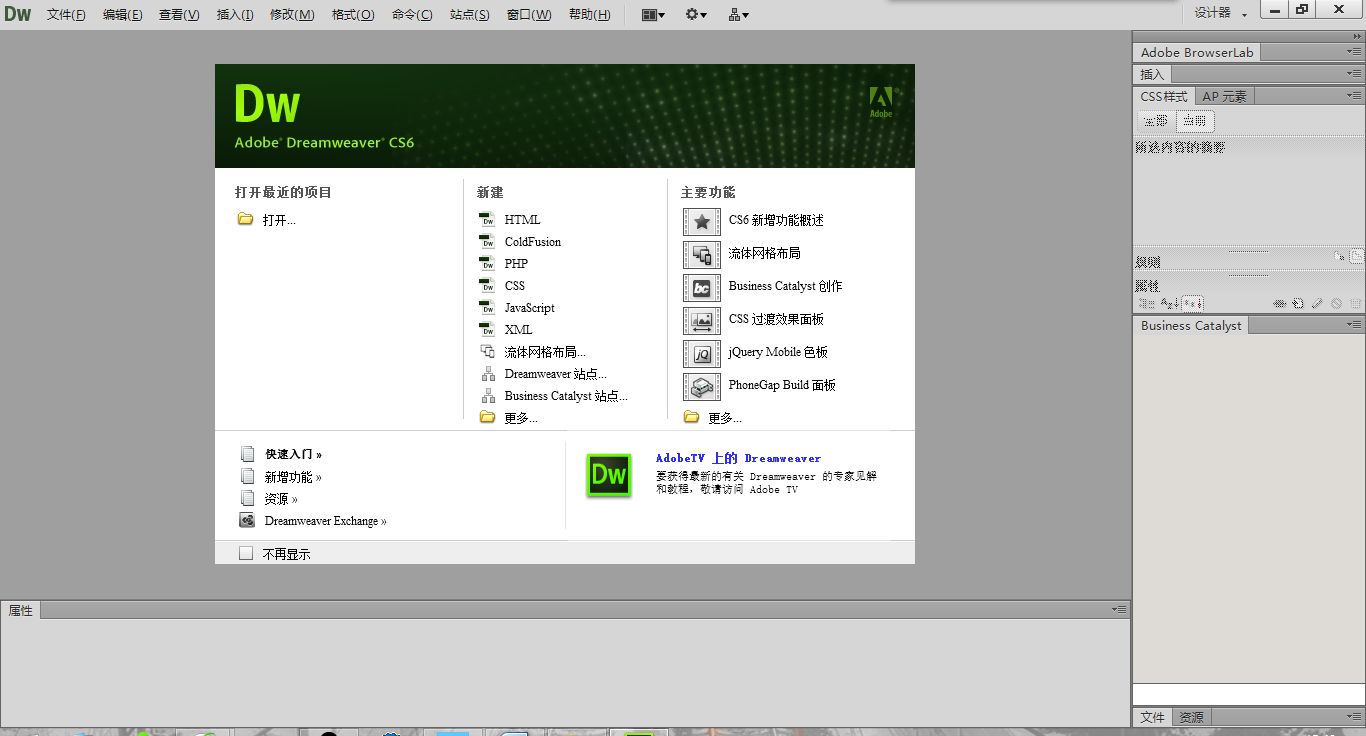 Dw 文件(F) 编辑(E) 查看(V) 插入(I) 修改(M) 格式(O) 命令(C) 站点(S) 窗口(W) 帮助(H) 设计器
Dw
Adobe® Dreamweaver® CS6
Adobe
打开最近的项目
打开...
新建
HTML
ColdFusion
PHP
CSS
JavaScript
XML
流体网格布局...
Dreamweaver 站点...
Business Catalyst 站点...
更多...
主要功能
CS6 新增功能概述
流体网格布局
Business Catalyst 创作
CSS 过渡效果面板
jQuery Mobile 色板
PhoneGap Build 面板
更多...
快速入门 »
新增功能 »
资源 »
Dreamweaver Exchange »
Dw
AdobeTV 上的 Dreamweaver
要获得最新的有关 Dreamweaver 的专家见解
和教程，敬请访问 Adobe TV
不再显示
属性
Adobe BrowserLab
插入
CSS样式 AP 元素
全部 当前
所选内容的摘要
规则
属性
Business Catalyst
文件 资源